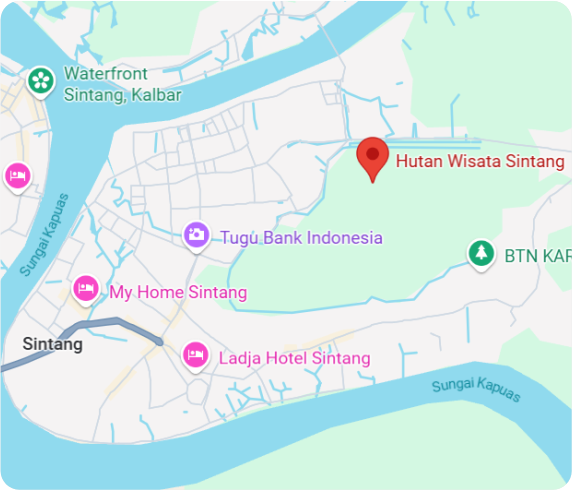 Waterfront
Sintang, Kalbar
Hutan Wisata Sintang
Sungai Kapuas
Tugu Bank Indonesia
BTN KAR
My Home Sintang
Sintang
Ladja Hotel Sintang
Sungai Kapuas